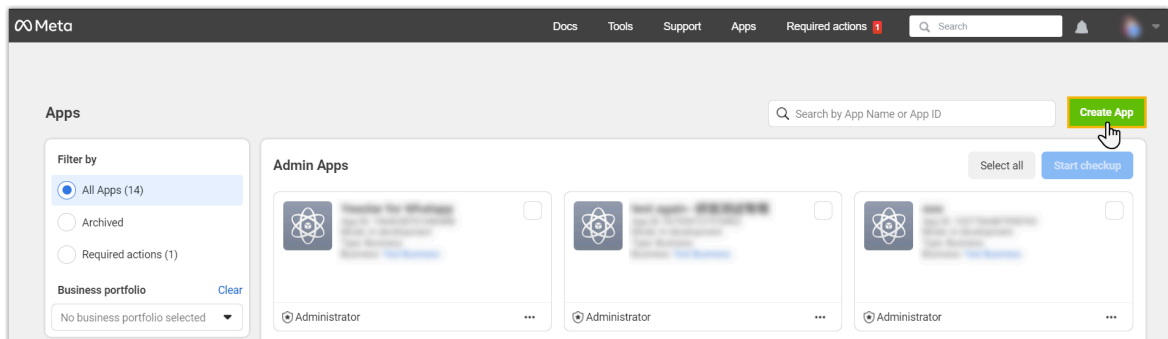 Meta
Docs Tools Support Apps Required actions 1 Search
Apps
Search by App Name or App ID
Create App
Filter by
All Apps (14)
Archived
Required actions (1)
Business portfolio Clear
No business portfolio selected
Admin Apps
Select all
Start checkup
Administrator
Administrator
Administrator